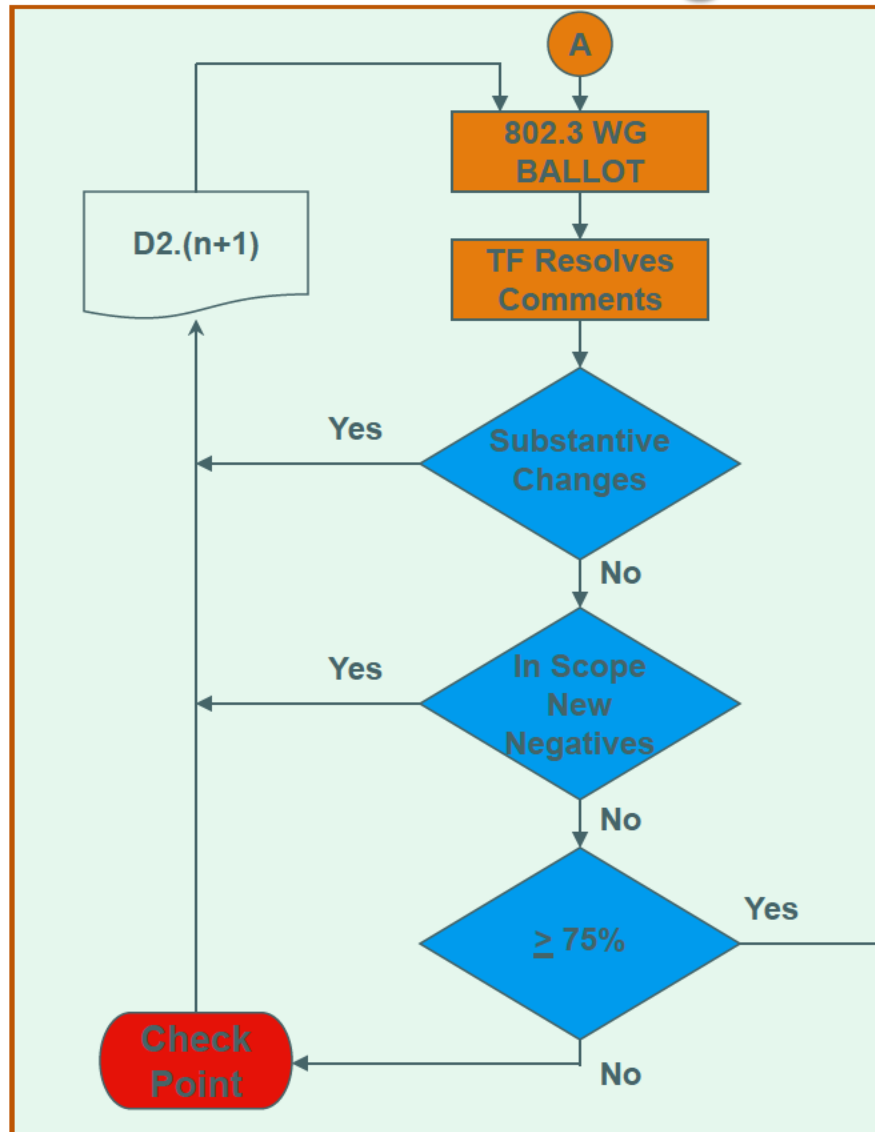 A
802.3 WG
BALLOT
D2.(n+1)
TF Resolves
Comments
Yes
Substantive
Changes
No
Yes
In Scope
New
Negatives
No
≥ 75%
Yes
Check
Point
No